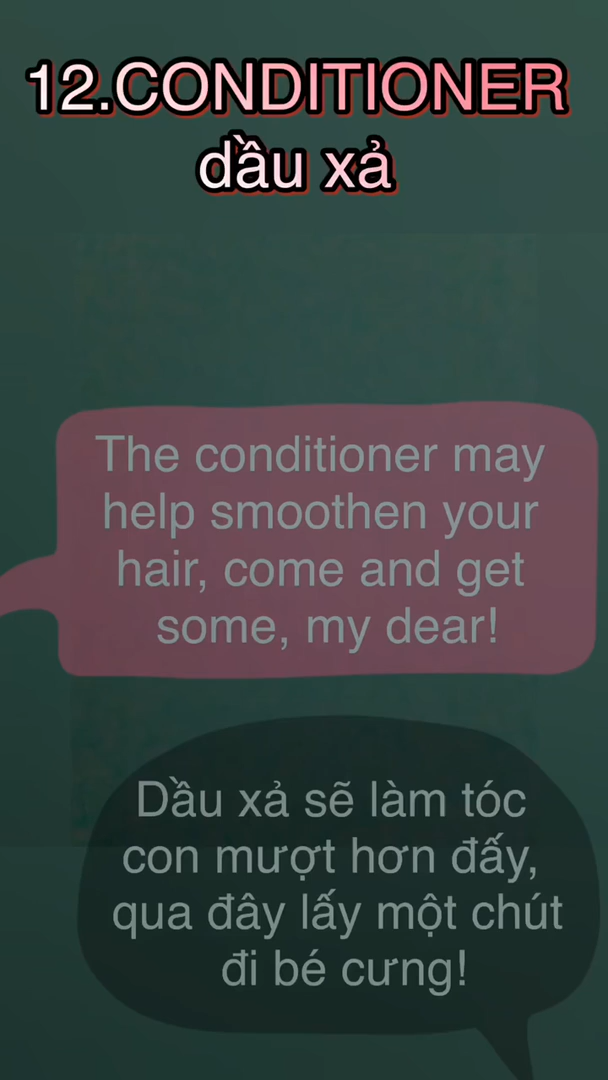 12.CONDITIONER
dầu xả
The conditioner may
help smoothen your
hair, come and get
some, my dear!
Dầu xả sẽ làm tóc
con mượt hơn đấy,
qua đây lấy một chút
đi bé cưng!